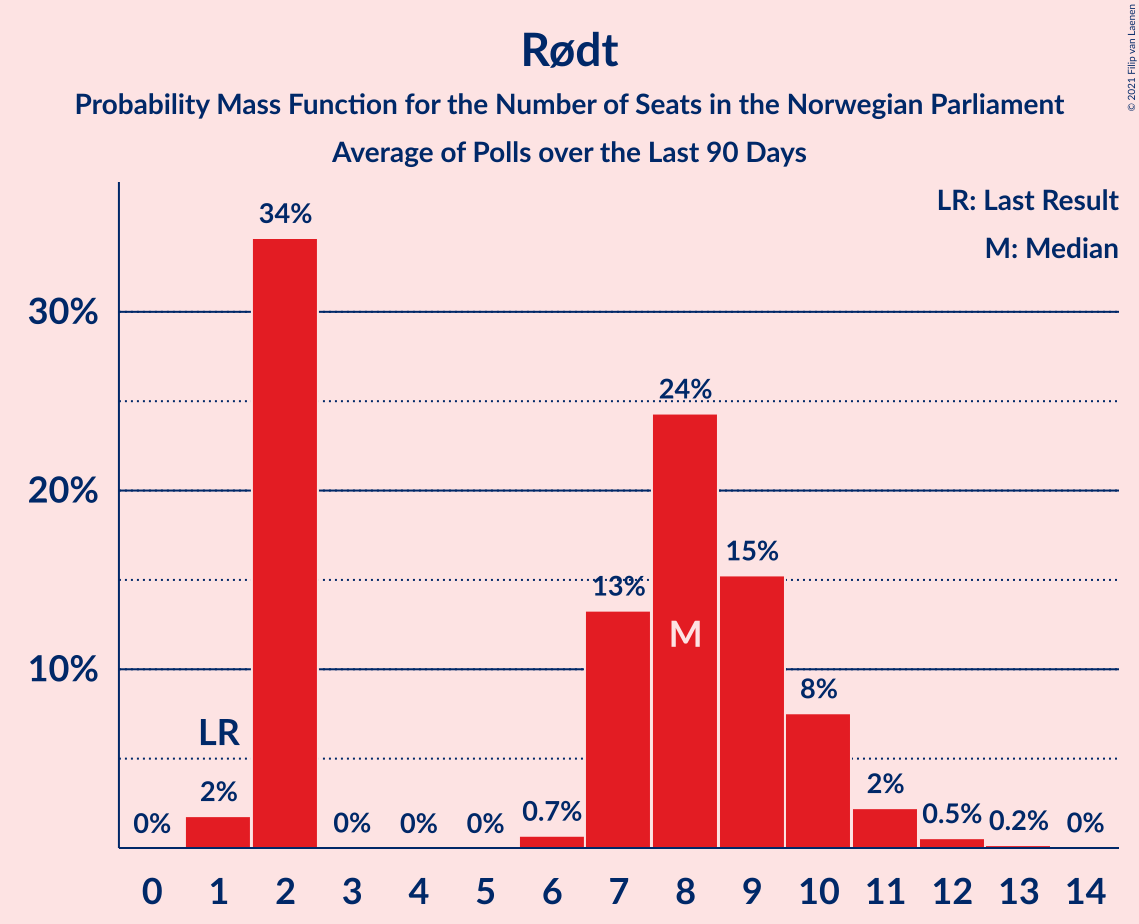 Rødt
Probability Mass Function for the Number of Seats in the Norwegian Parliament
Average of Polls over the Last 90 Days
© 2021 Filip van Laenen
LR: Last Result
M: Median
30%
20%
10%
0%
LR
2%
34%
0%
0%
0%
0.7%
13%
24%
M
15%
8%
2%
0.5%
0.2%
0%
0 1 2 3 4 5 6 7 8 9 10 11 12 13 14